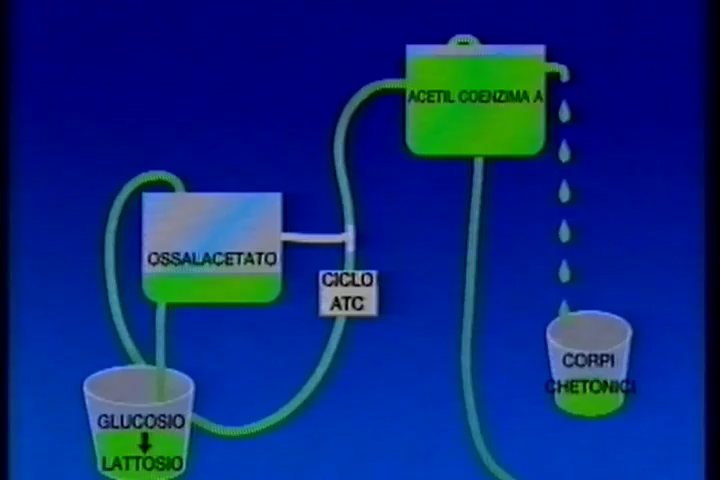 ACETIL COENZIMA A
OSSALACETATO
CICLO
ATC
CORPI
CHETONICI
GLUCOSIO
LATTOSIO